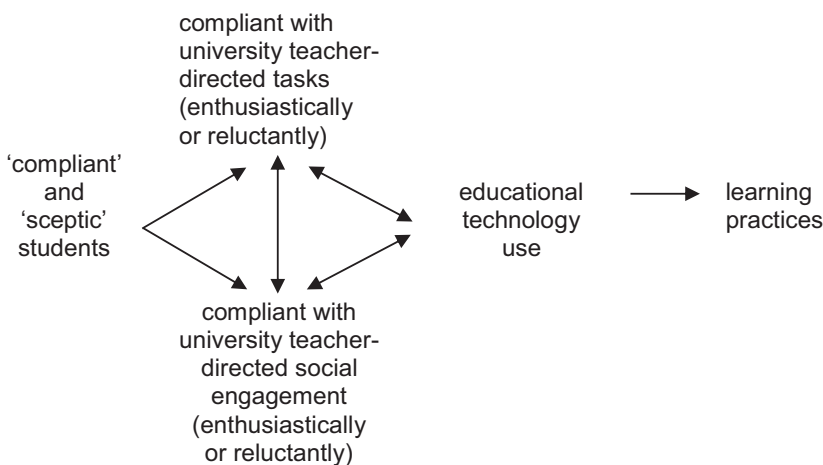 compliant with
university teacher-
directed tasks
(enthusiastically
or reluctantly)
‘compliant’
and
‘sceptic’
students
educational
technology
use
learning
practices
compliant with
university teacher-
directed social
engagement
(enthusiastically
or reluctantly)